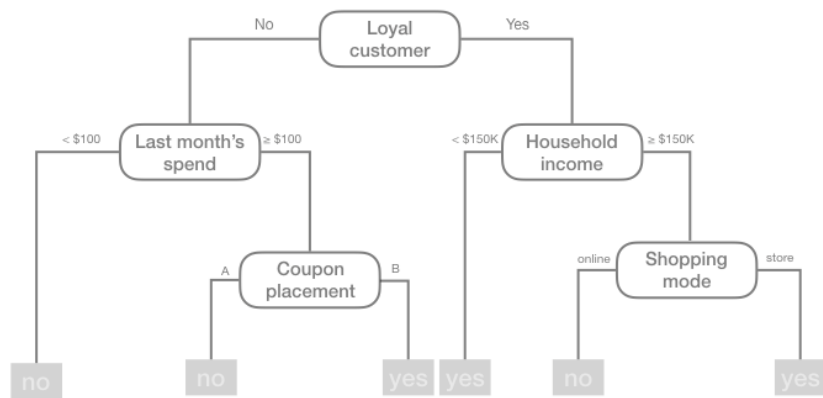 No
Loyal
customer
Yes
< $100
Last month's
spend
≥ $100
< $150K
Household
income
≥ $150K
A
Coupon
placement
B
online
Shopping
mode
store
no
no
yes
yes
no
yes